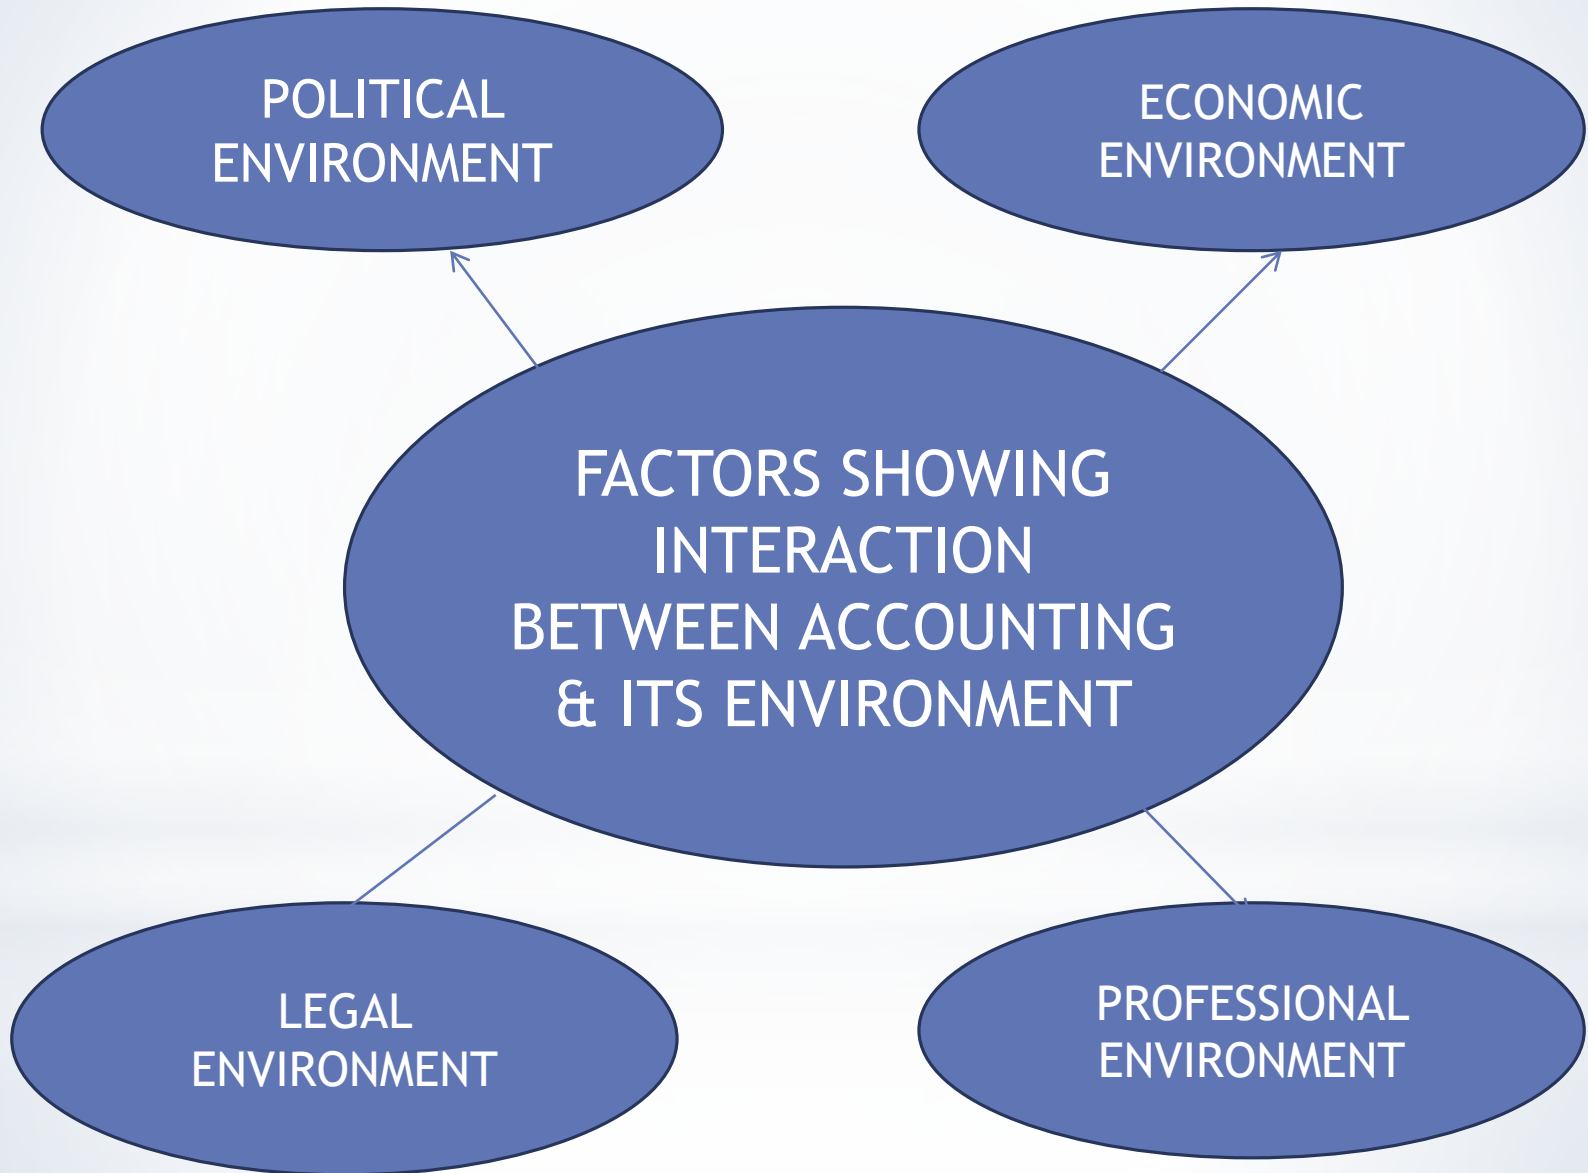 POLITICAL
ENVIRONMENT
ECONOMIC
ENVIRONMENT
FACTORS SHOWING
INTERACTION
BETWEEN ACCOUNTING
& ITS ENVIRONMENT
LEGAL
ENVIRONMENT
PROFESSIONAL
ENVIRONMENT